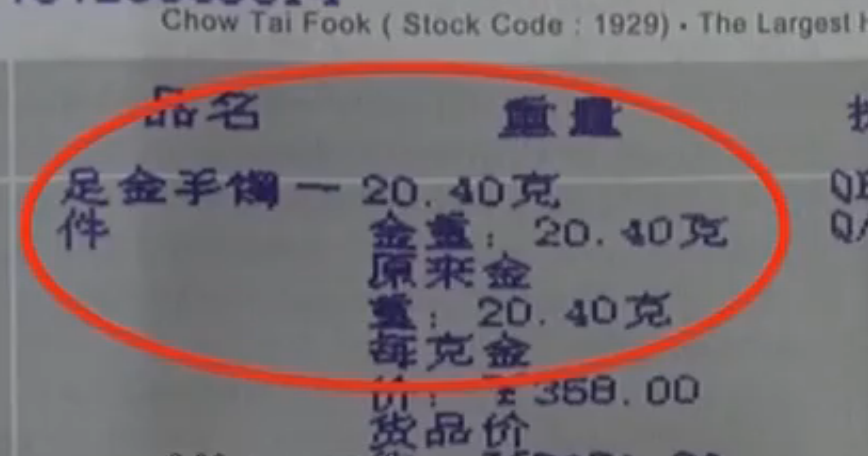 Chow Tai Fook ( Stock Code : 1929) • The Largest
品名 重量
足金手镯一 20.40克
件 金重: 20.40克
原来金
重: 20.40克
每克金
价: ¥368.00
货品价